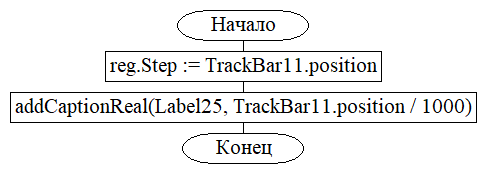 Начало
reg.Step := TrackBar11.position
addCaptionReal(Label25, TrackBar11.position / 1000)
Конец